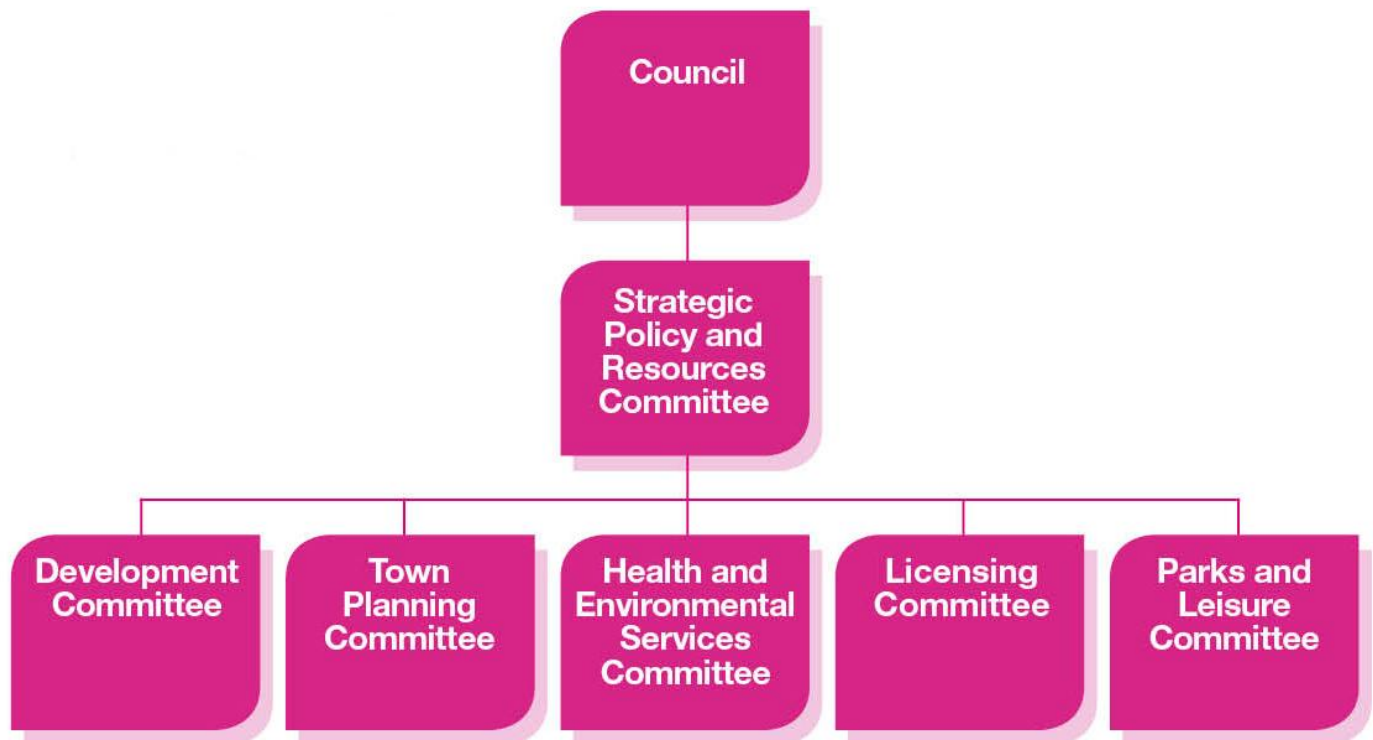 Council
Strategic
Policy and
Resources
Committee
Development
Committee
Town
Planning
Committee
Health and
Environmental
Services
Committee
Licensing
Committee
Parks and
Leisure
Committee